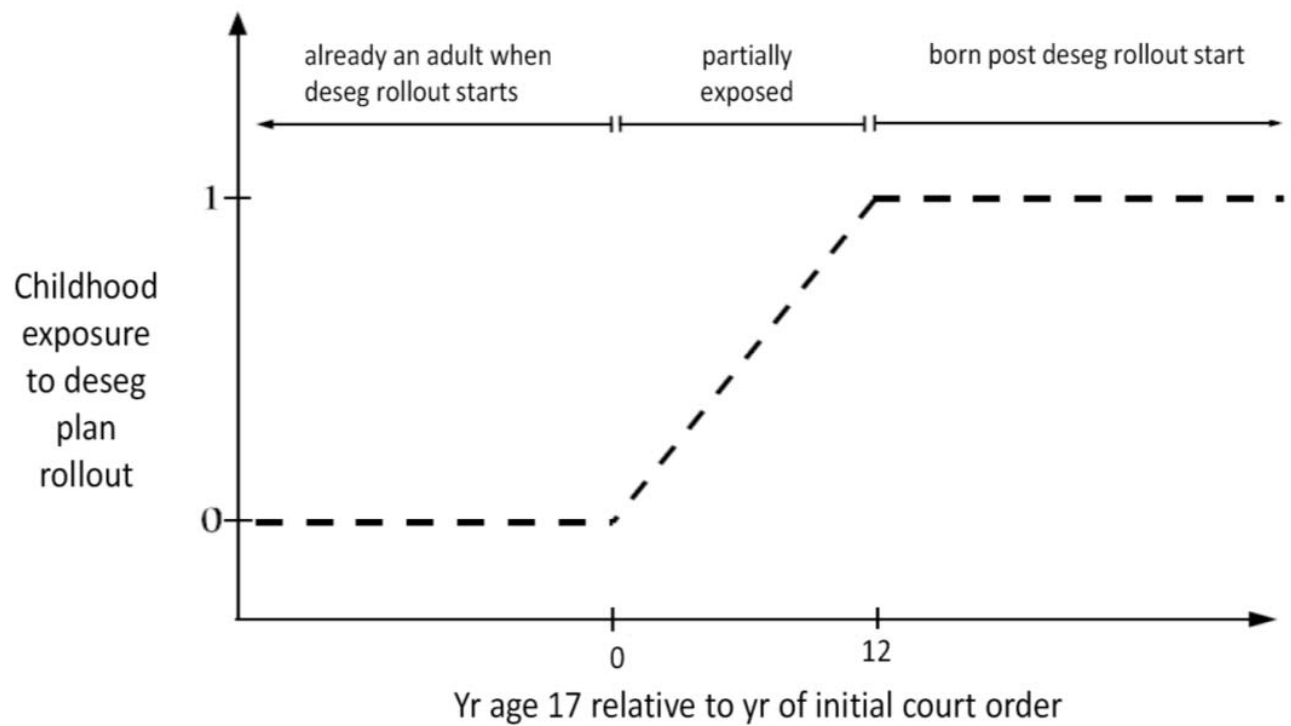 already an adult when
deseg rollout starts
partially
exposed
born post deseg rollout start
1
Childhood
exposure
to deseg
plan
rollout
0
0
12
Yr age 17 relative to yr of initial court order